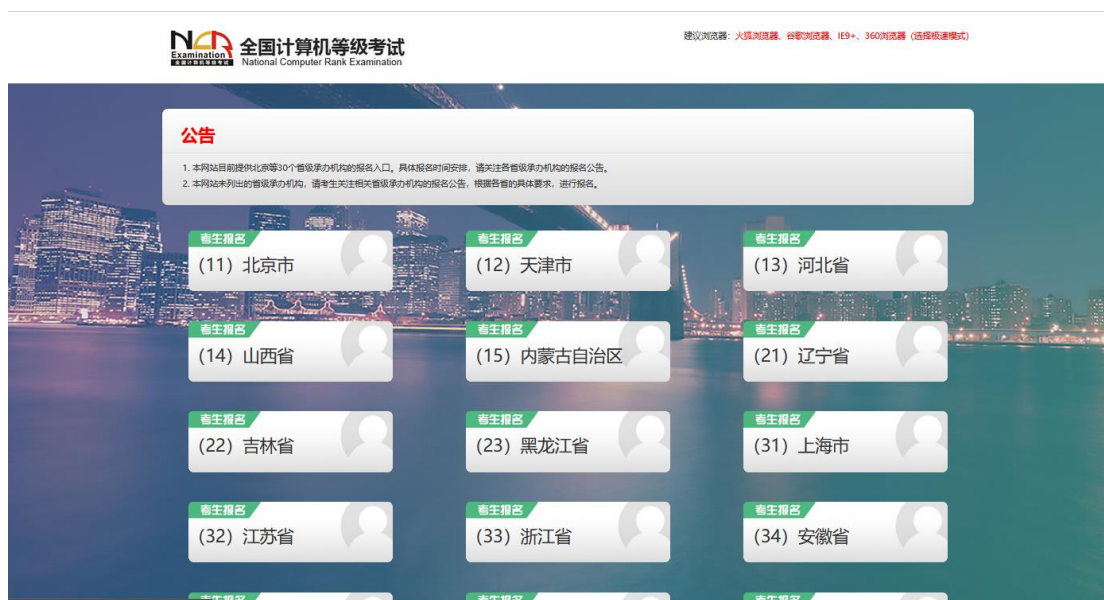 NCR
Examination
全国计算机等级考试
全国计算机等级考试
National Computer Rank Examination
建议浏览器：火狐浏览器、谷歌浏览器、IE9+、360浏览器（选择极速模式）
公告
1. 本网站目前提供北京等30个省级承办机构的报名入口。具体报名时间安排，请关注各省级承办机构的报名公告。
2. 本网站未列出的省级承办机构，请考生关注相关省级承办机构的报名公告，根据各省的具体要求，进行报名。
考生报名 考生报名 考生报名
(11) 北京市 (12) 天津市 (13) 河北省
考生报名 考生报名 考生报名
(14) 山西省 (15) 内蒙古自治区 (21) 辽宁省
考生报名 考生报名 考生报名
(22) 吉林省 (23) 黑龙江省 (31) 上海市
考生报名 考生报名 考生报名
(32) 江苏省 (33) 浙江省 (34) 安徽省
考生报名 考生报名 考生报名